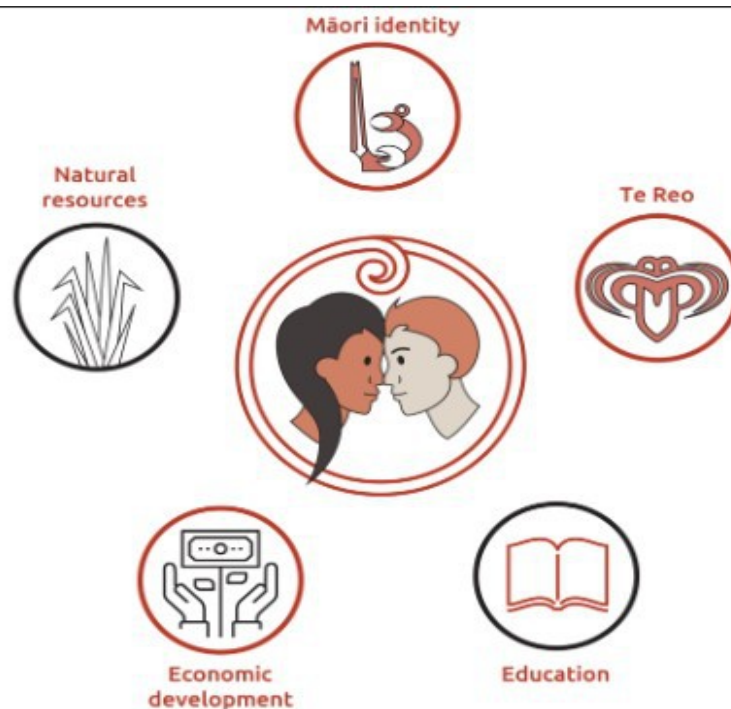 Māori identity
Natural
resources
Te Reo
Economic
development
Education